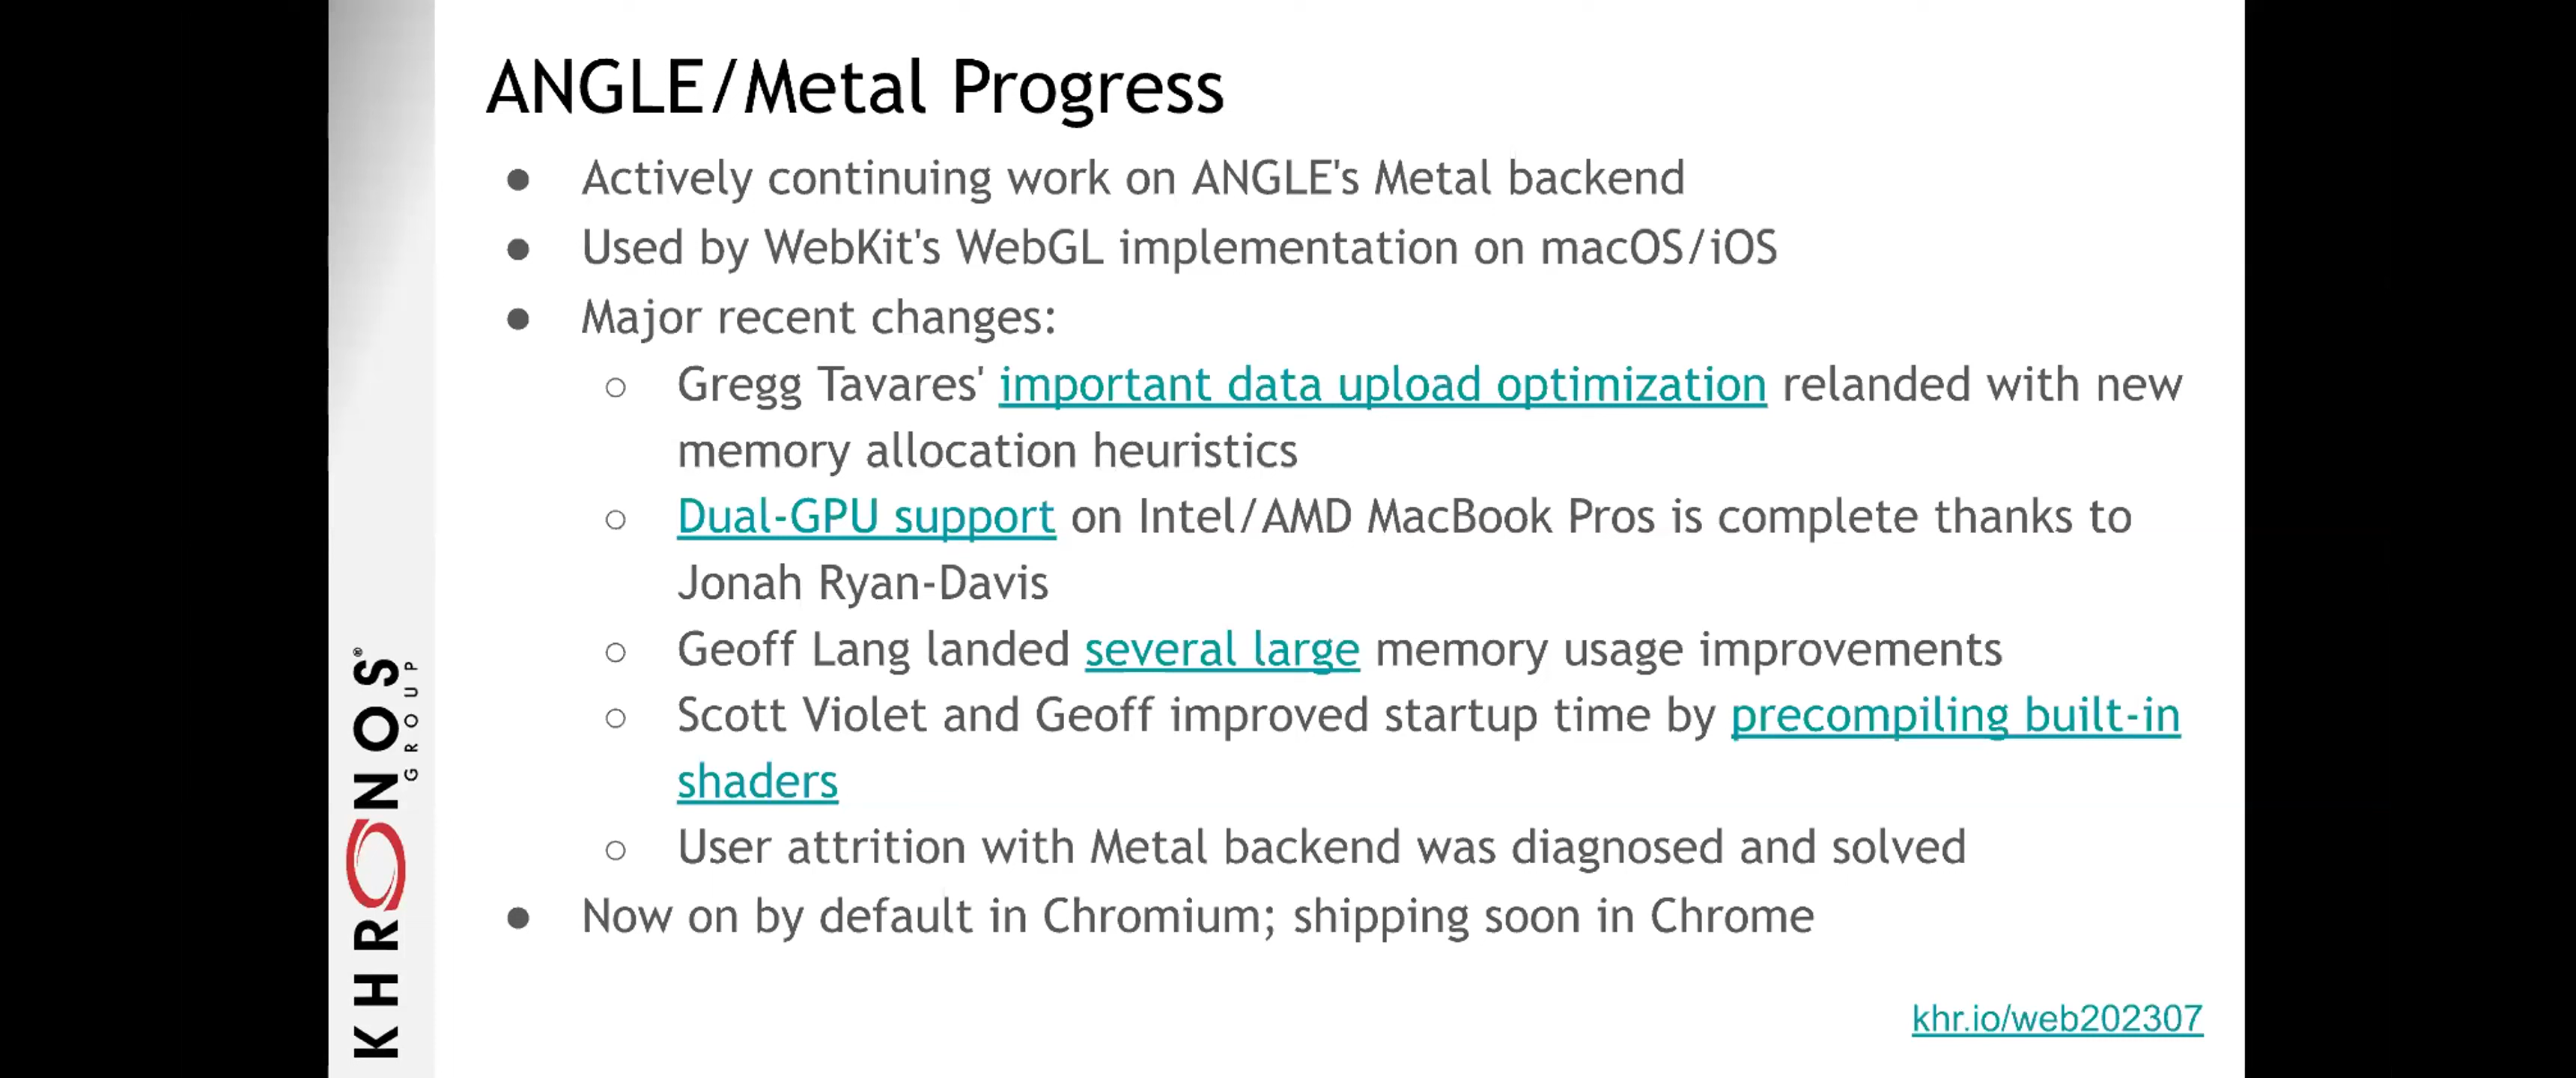 ANGLE/Metal Progress
● Actively continuing work on ANGLE's Metal backend
● Used by WebKit's WebGL implementation on macOS/iOS
● Major recent changes:
○ Gregg Tavares' important data upload optimization relanded with new
memory allocation heuristics
○ Dual-GPU support on Intel/AMD MacBook Pros is complete thanks to
Jonah Ryan-Davis
○ Geoff Lang landed several large memory usage improvements
○ Scott Violet and Geoff improved startup time by precompiling built-in
shaders
○ User attrition with Metal backend was diagnosed and solved
● Now on by default in Chromium; shipping soon in Chrome
khr.io/web202307
KHRONOS®
GROUP